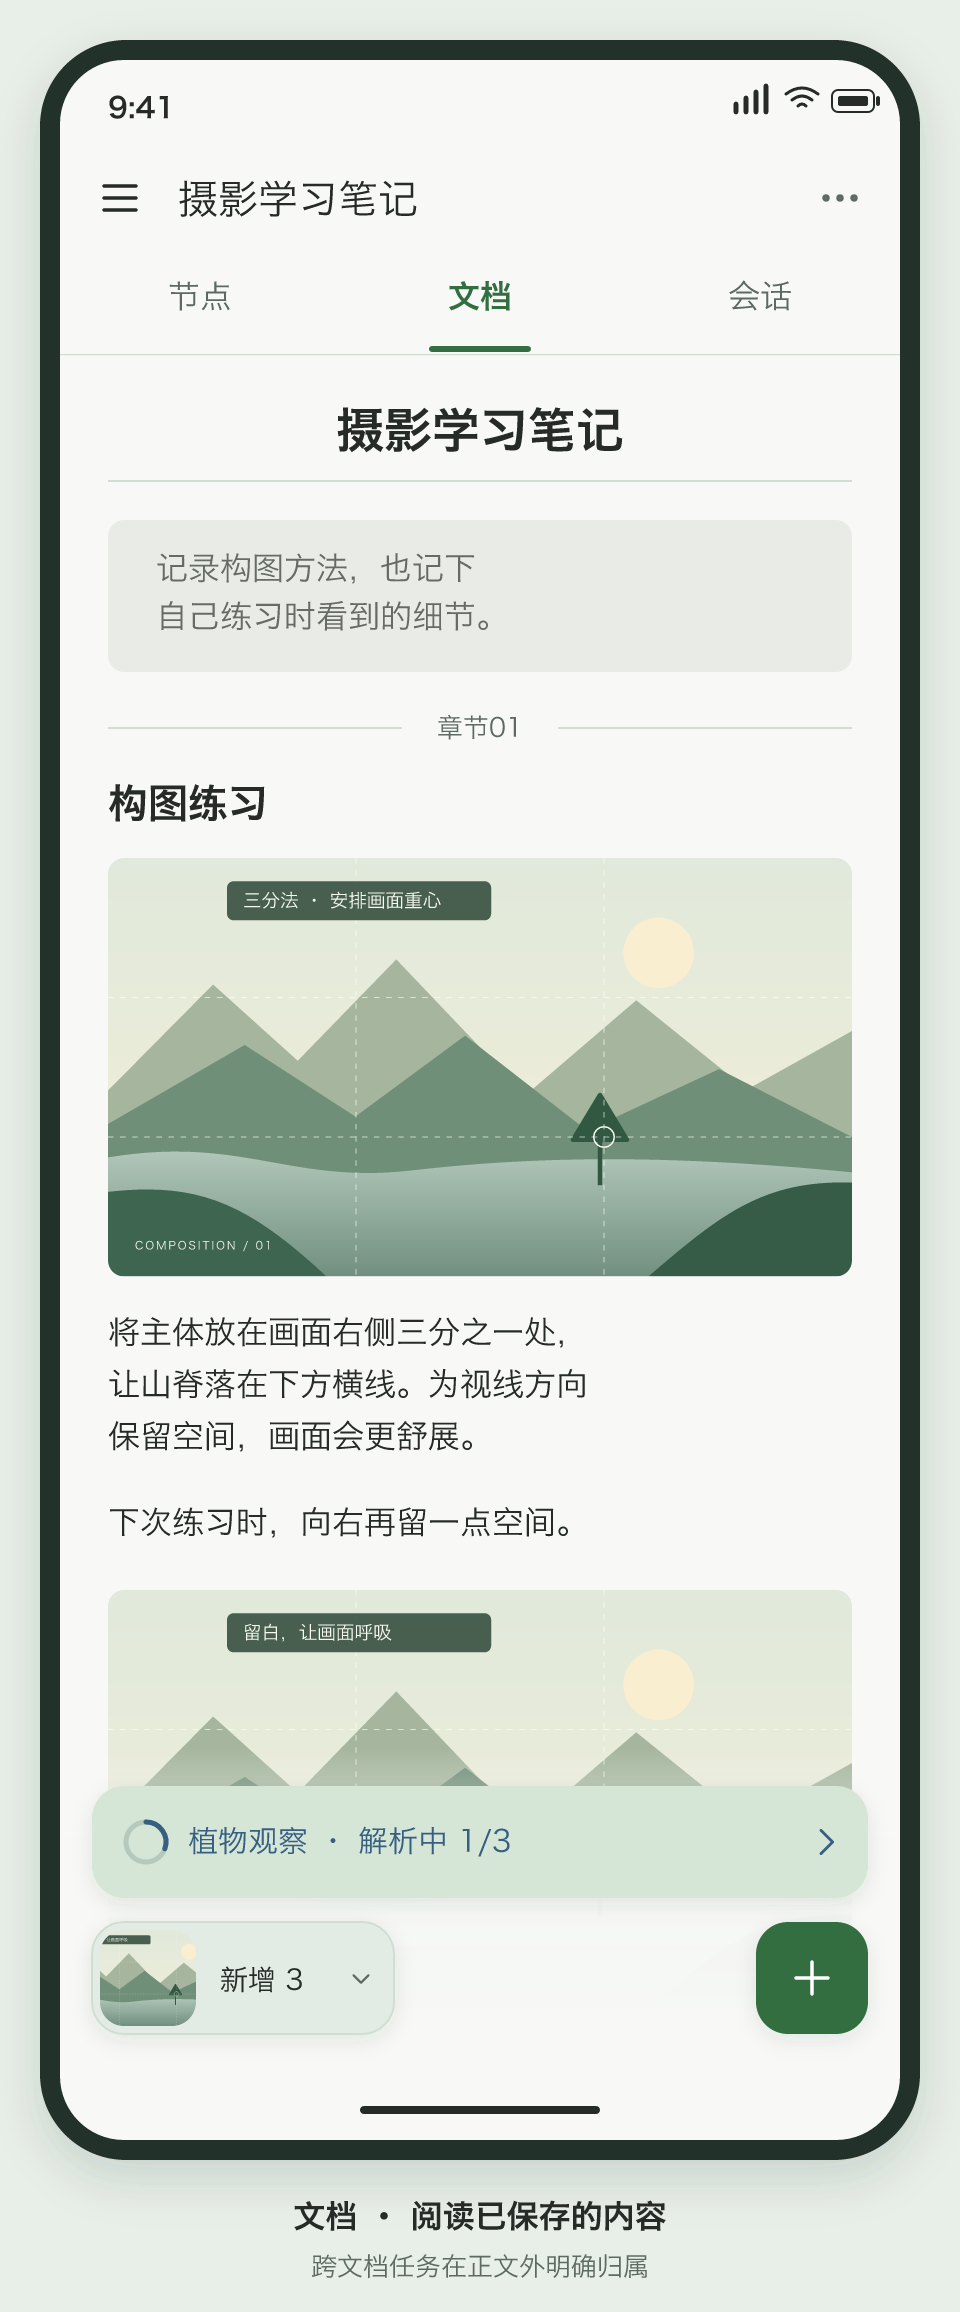 9:41
摄影学习笔记
节点
文档
会话
摄影学习笔记
记录构图方法，也记下
自己练习时看到的细节。
章节01
构图练习
三分法 · 安排画面重心
COMPOSITION / 01
将主体放在画面右侧三分之一处，
让山脊落在下方横线。为视线方向
保留空间，画面会更舒展。
下次练习时，向右再留一点空间。
留白，让画面呼吸
植物观察 · 解析中 1/3
新增 3
文档 · 阅读已保存的内容
跨文档任务在正文外明确归属